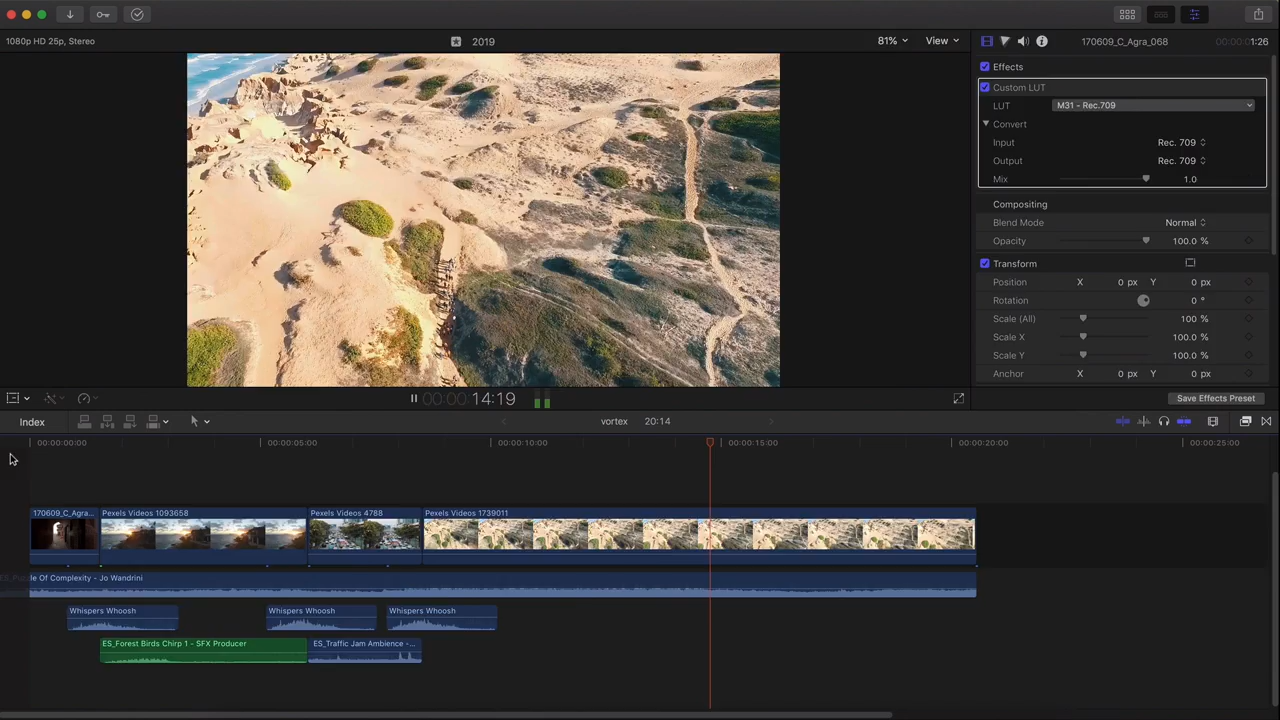 1080p HD 25p, Stereo
2019
81%
View
170609_C_Agra_068
00:00:01:26
Effects
Custom LUT
LUT
M31 - Rec.709
Convert
Input
Rec. 709
Output
Rec. 709
Mix
1.0
Compositing
Blend Mode
Normal
Opacity
100.0 %
Transform
Position
X
0 px
Y
0 px
Rotation
0 °
Scale (All)
100 %
Scale X
100.0 %
Scale Y
100.0 %
Anchor
X
0 px
Y
0 px
00:00:14:19
Save Effects Preset
Index
vortex
20:14
00:00:00:00
00:00:05:00
00:00:10:00
00:00:15:00
00:00:20:00
00:00:25:00
170609_C_Agra...
Pexels Videos 1093658
Pexels Videos 4788
Pexels Videos 1739011
Of Complexity - Jo Wandrini
Whispers Whoosh
Whispers Whoosh
Whispers Whoosh
ES_Forest Birds Chirp 1 - SFX Producer
ES_Traffic Jam Ambience -...